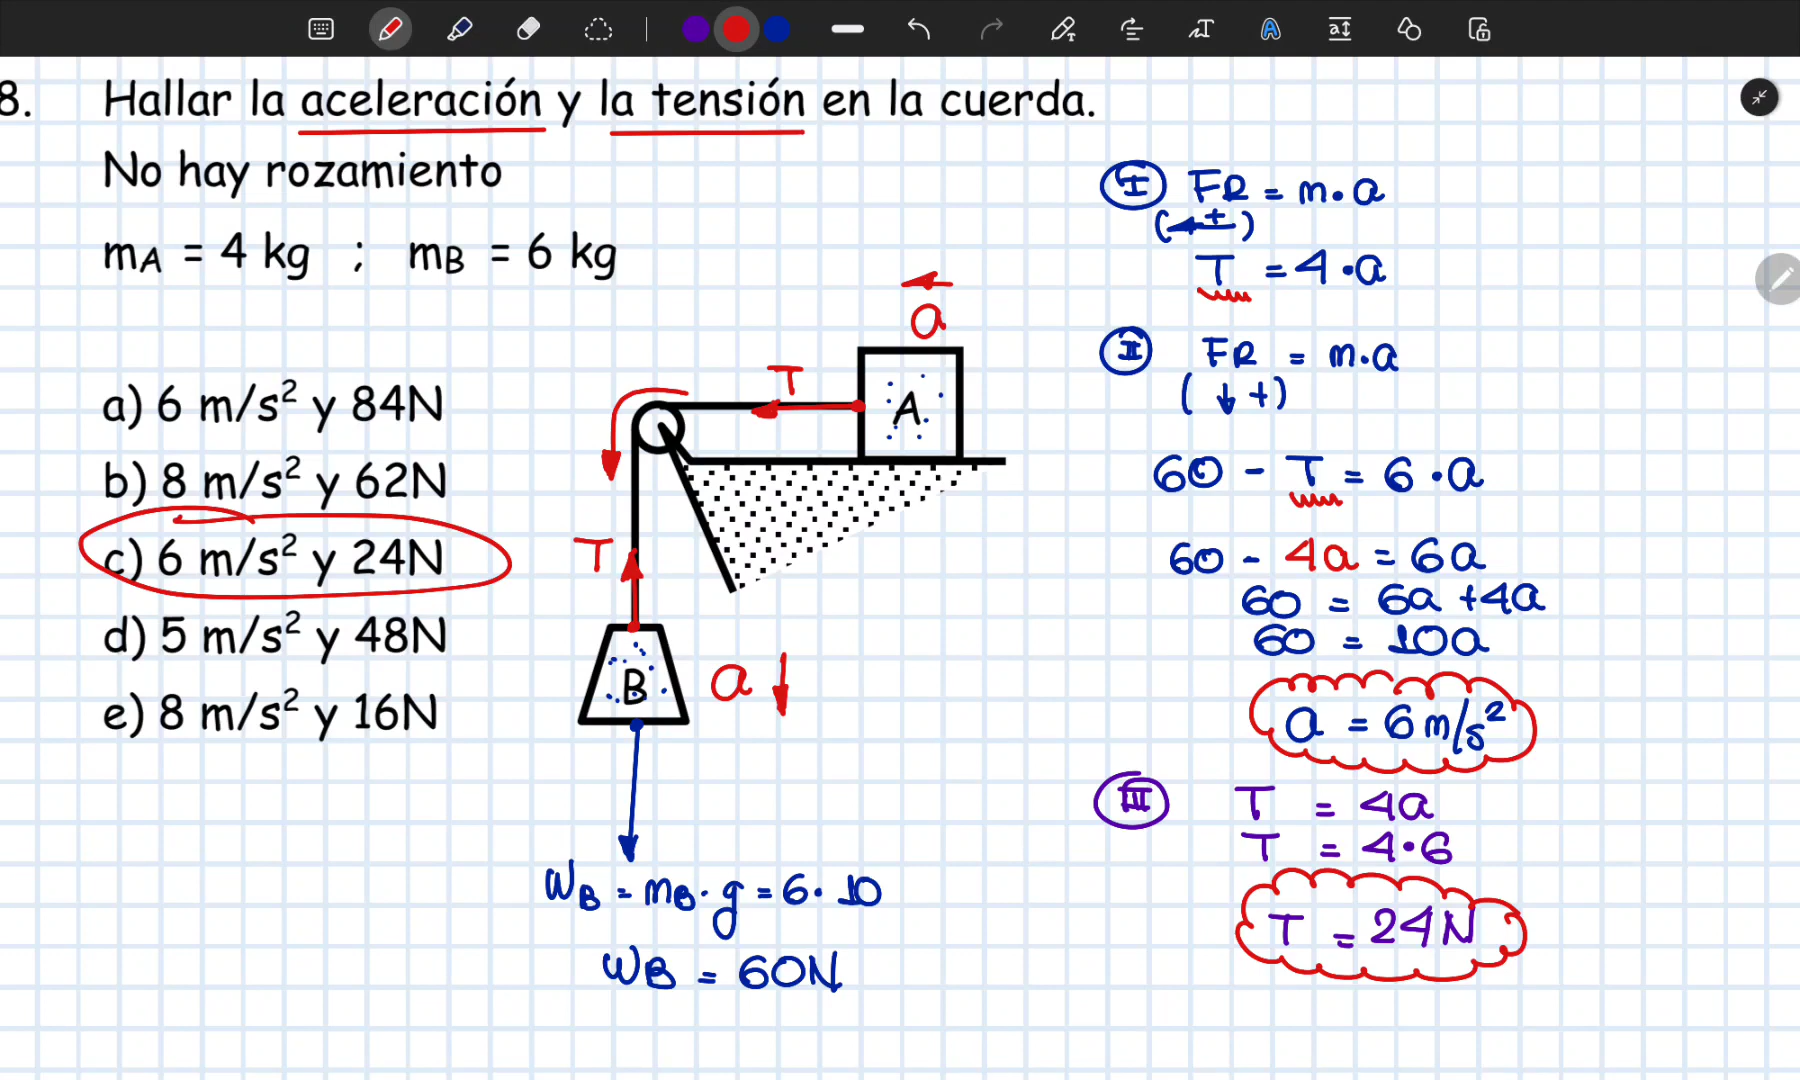 8. Hallar la aceleración y la tensión en la cuerda.
No hay rozamiento
mA = 4 kg ; mB = 6 kg
a) 6 m/s² y 84N
b) 8 m/s² y 62N
c) 6 m/s² y 24N
d) 5 m/s² y 48N
e) 8 m/s² y 16N
a
T
A
T
B
a
WB = mB · g = 6 · 10
WB = 60N
I FR = m · a
(← +)
T = 4 · a
II FR = m · a
(↓ +)
60 - T = 6 · a
60 - 4a = 6a
60 = 6a + 4a
60 = 10a
a = 6 m/s²
III T = 4a
T = 4 · 6
T = 24N